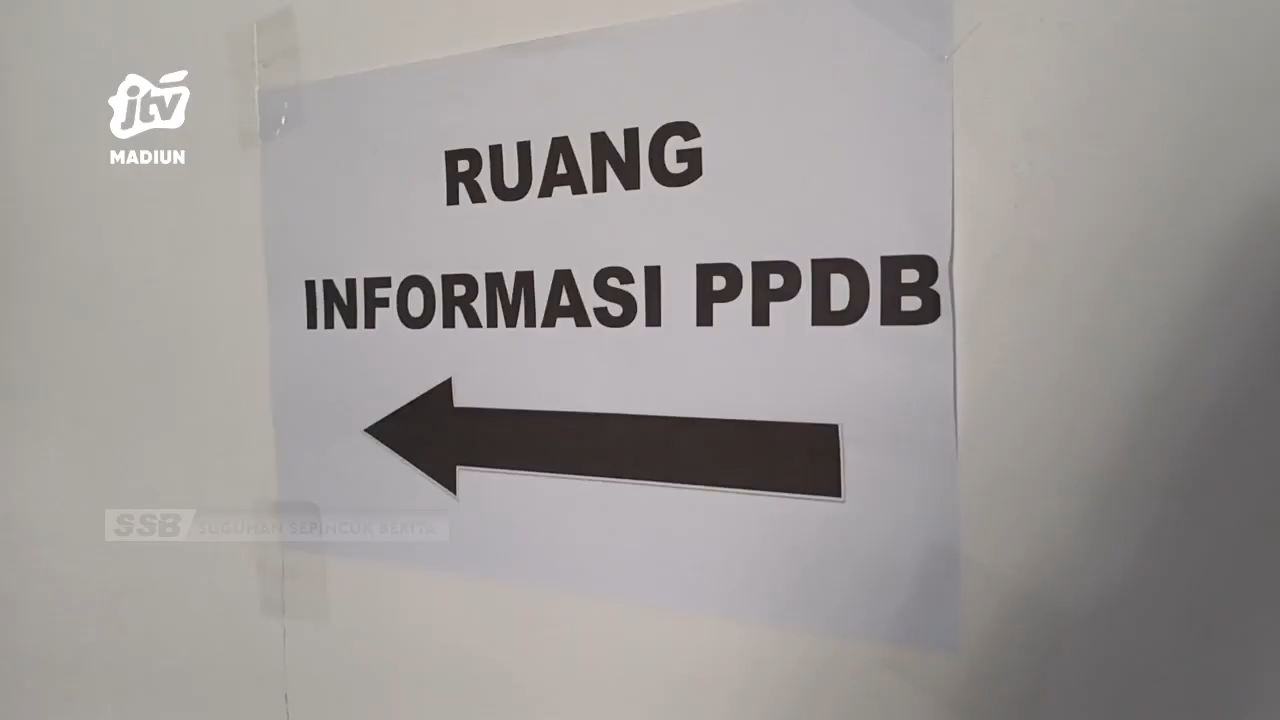 jtv
MADIUN
RUANG
INFORMASI PPDB
SSB SUGUHAN SEPINCUK BERITA